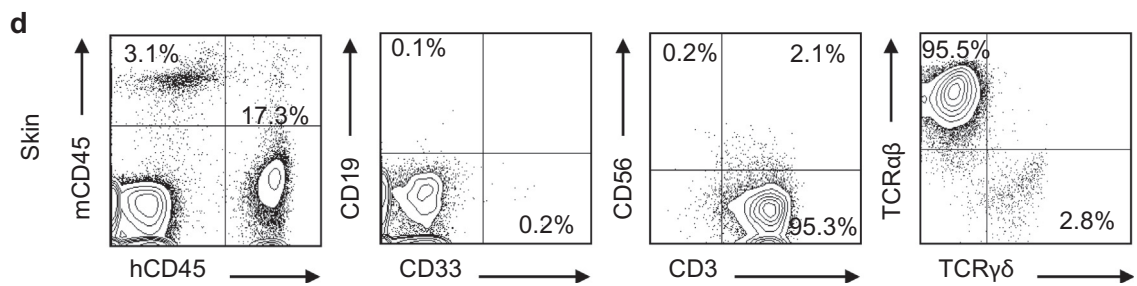 d
Skin
mCD45
3.1%
17.3%
hCD45
CD19
0.1%
0.2%
CD33
CD56
0.2%
2.1%
95.3%
CD3
TCRαβ
95.5%
2.8%
TCRγδ